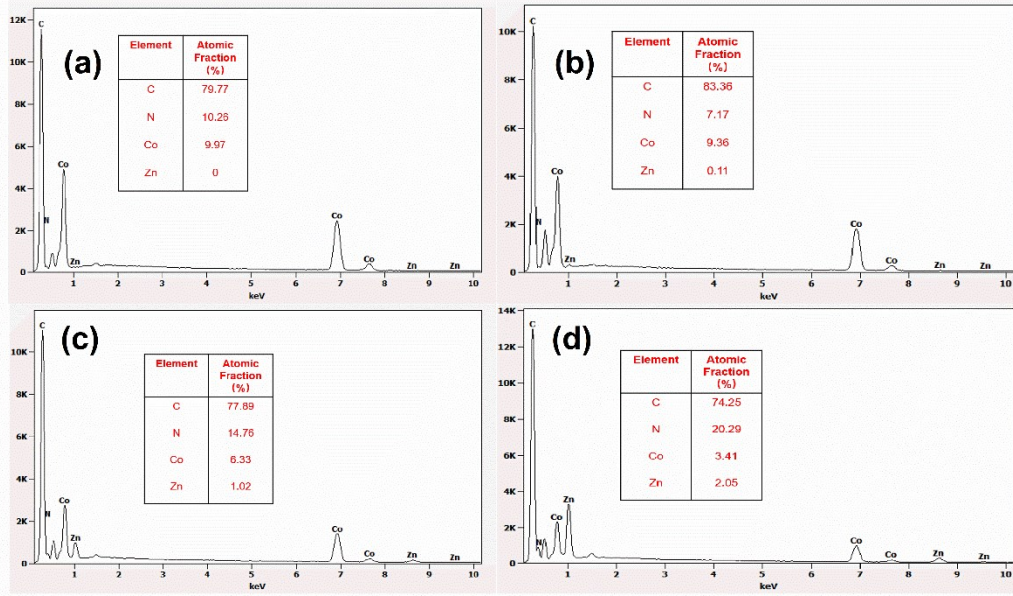 (a)
12K
10K
8K
6K
4K
2K
0
C
N
Co
Zn
Co
Co
Zn
Zn
1 2 3 4 5 6 7 8 9 10
keV
Element Atomic Fraction (%)
C 79.77
N 10.26
Co 9.97
Zn 0
(b)
10K
8K
6K
4K
2K
0
C
N
Co
Zn
Co
Co
Zn
Zn
1 2 3 4 5 6 7 8 9 10
keV
Element Atomic Fraction (%)
C 83.36
N 7.17
Co 9.36
Zn 0.11
(c)
10K
8K
6K
4K
2K
0
C
N
Co
Zn
Co
Co
Zn
Zn
1 2 3 4 5 6 7 8 9 10
keV
Element Atomic Fraction (%)
C 77.89
N 14.76
Co 6.33
Zn 1.02
(d)
14K
12K
10K
8K
6K
4K
2K
0
C
N
Co
Zn
Co
Co
Zn
Zn
1 2 3 4 5 6 7 8 9 10
keV
Element Atomic Fraction (%)
C 74.25
N 20.29
Co 3.41
Zn 2.05